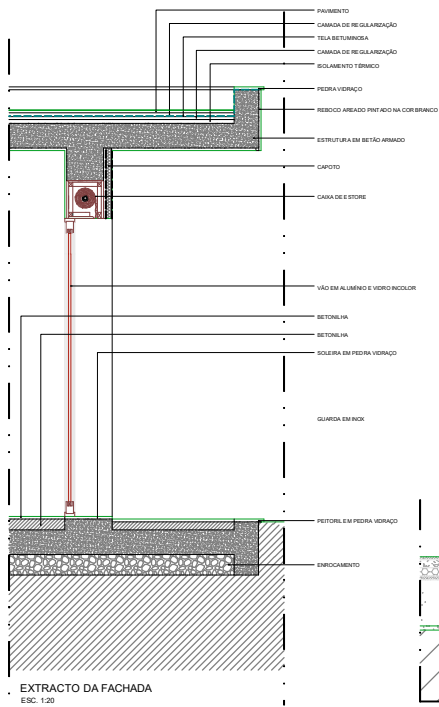 PAVIMENTO
CAMADA DE REGULARIZAÇÃO
TELA BETUMINOSA
CAMADA DE REGULARIZAÇÃO
ISOLAMENTO TÉRMICO
PEDRA VIDRAÇO
REBOCO AREADO PINTADO NA COR BRANCO
ESTRUTURA EM BETÃO ARMADO
CAPOTO
CAIXA DE ESTORE
VÃO EM ALUMÍNIO E VIDRO INCOLOR
BETONILHA
BETONILHA
SOLEIRA EM PEDRA VIDRAÇO
GUARDA EM INOX
PEITORIL EM PEDRA VIDRAÇO
ENROCAMENTO
EXTRACTO DA FACHADA
ESC. 1:20